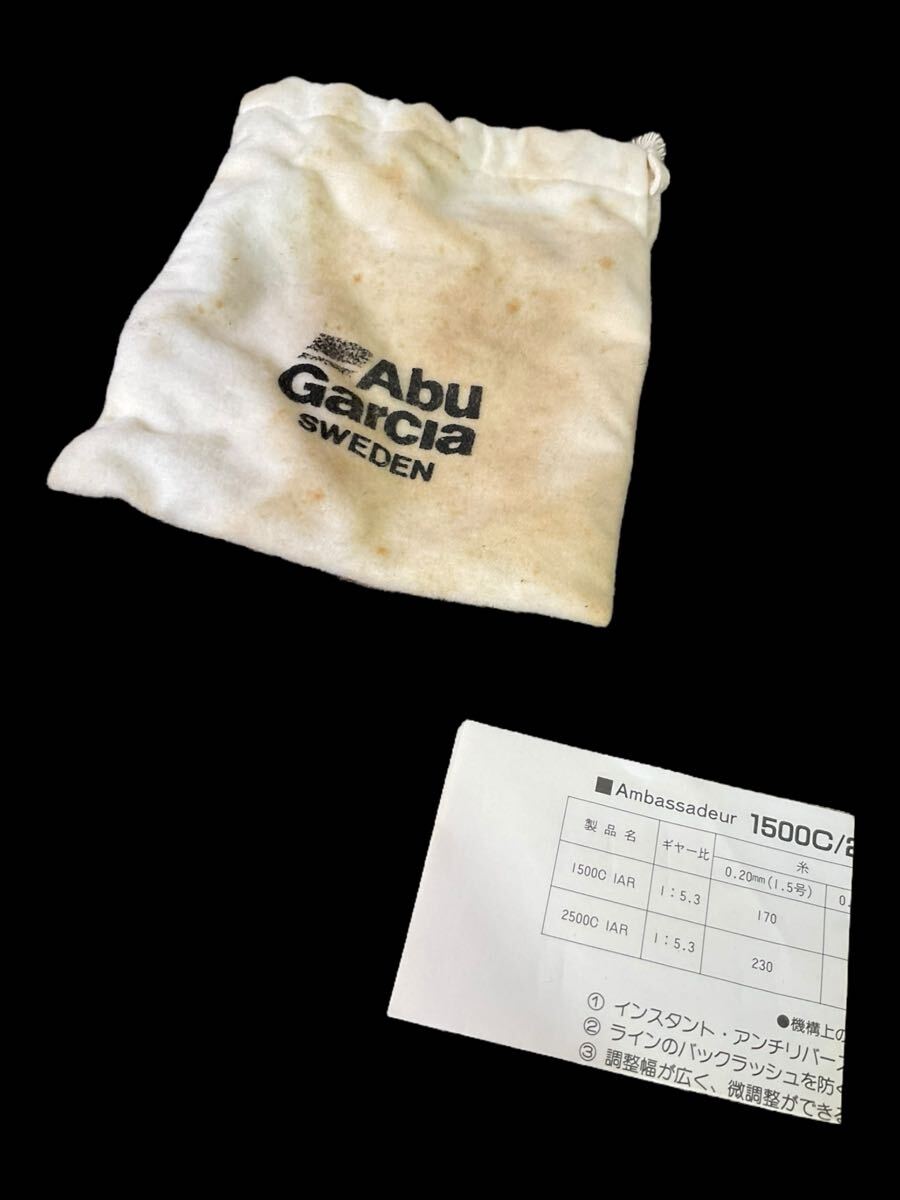 Abu
Garcia
SWEDEN
■Ambassadeur 1500C/2
製品名 ギヤー比 糸
0.20mm(1.5号) 0.
1500C IAR 1:5.3 170
2500C IAR 1:5.3 230
●機構上の
① インスタント・アンチリバー
② ラインのバックラッシュを防ぐ
③ 調整幅が広く、微調整ができる